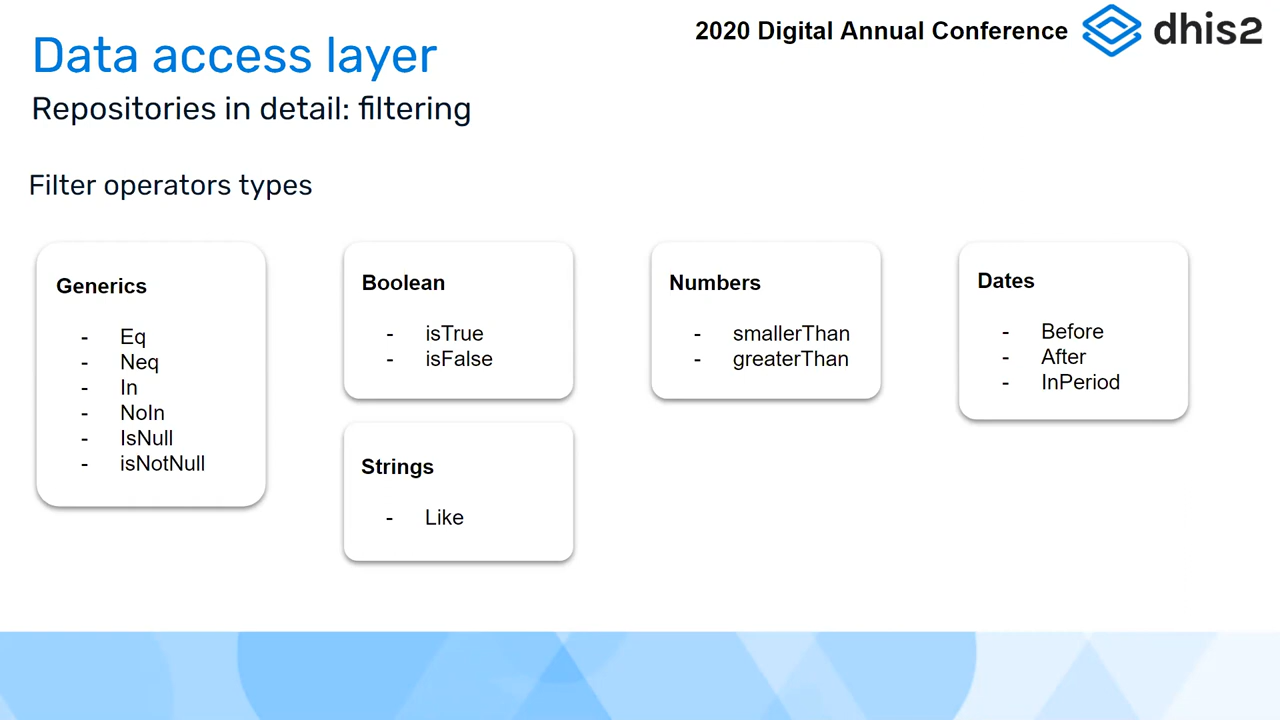 2020 Digital Annual Conference
dhis2
Data access layer
Repositories in detail: filtering
Filter operators types
Generics
- Eq
- Neq
- In
- NoIn
- IsNull
- isNotNull
Boolean
- isTrue
- isFalse
Strings
- Like
Numbers
- smallerThan
- greaterThan
Dates
- Before
- After
- InPeriod